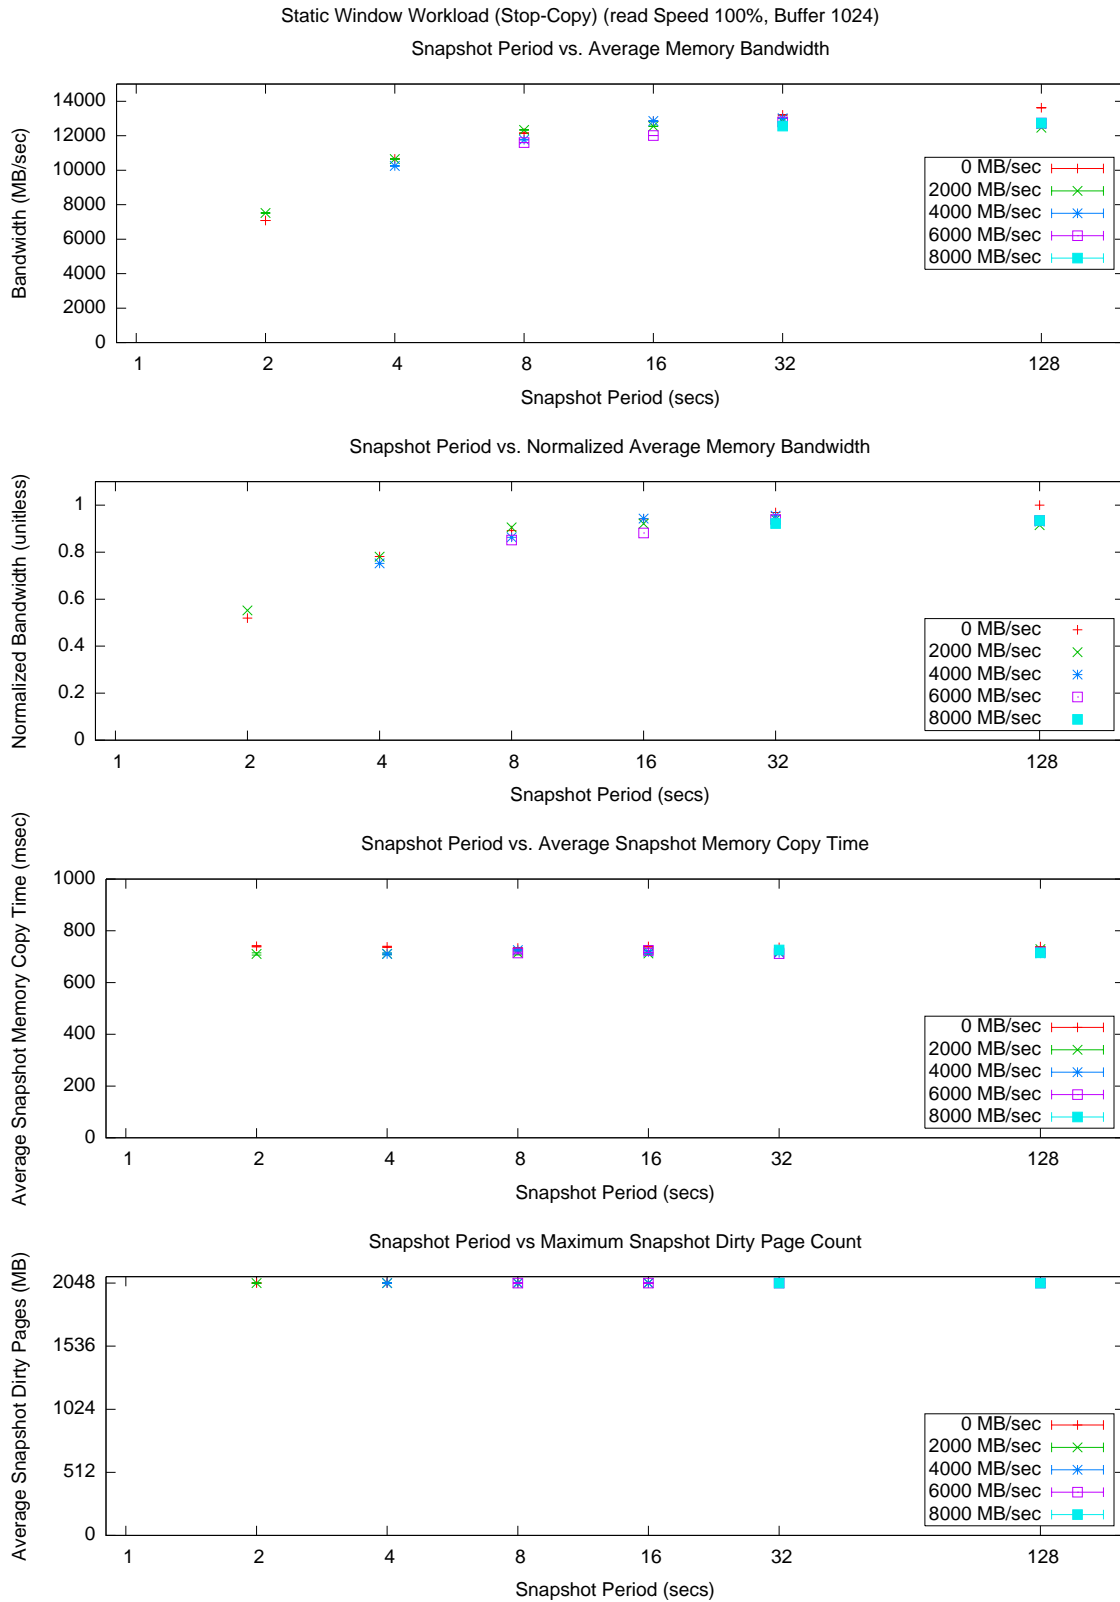 Static Window Workload (Stop-Copy) (read Speed 100%, Buffer 1024)
Snapshot Period vs. Average Memory Bandwidth
Bandwidth (MB/sec)
14000
12000
10000
8000
6000
4000
2000
0
0 MB/sec
2000 MB/sec
4000 MB/sec
6000 MB/sec
8000 MB/sec
1 2 4 8 16 32 128
Snapshot Period (secs)
Snapshot Period vs. Normalized Average Memory Bandwidth
Normalized Bandwidth (unitless)
1
0.8
0.6
0.4
0.2
0
0 MB/sec
2000 MB/sec
4000 MB/sec
6000 MB/sec
8000 MB/sec
1 2 4 8 16 32 128
Snapshot Period (secs)
Snapshot Period vs. Average Snapshot Memory Copy Time
Average Snapshot Memory Copy Time (msec)
1000
800
600
400
200
0
0 MB/sec
2000 MB/sec
4000 MB/sec
6000 MB/sec
8000 MB/sec
1 2 4 8 16 32 128
Snapshot Period (secs)
Snapshot Period vs Maximum Snapshot Dirty Page Count
Average Snapshot Dirty Pages (MB)
2048
1536
1024
512
0
0 MB/sec
2000 MB/sec
4000 MB/sec
6000 MB/sec
8000 MB/sec
1 2 4 8 16 32 128
Snapshot Period (secs)